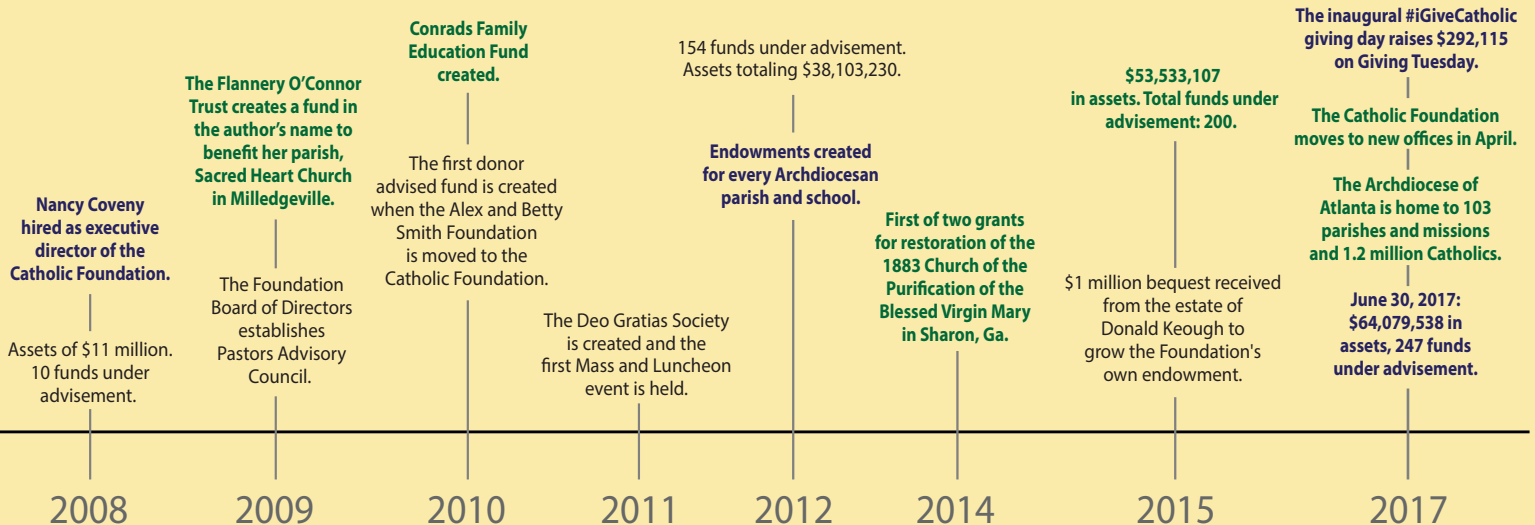 Nancy Coveny
hired as executive
director of the
Catholic Foundation.
Assets of $11 million.
10 funds under
advisement.
2008
The Flannery O’Connor
Trust creates a fund in
the author’s name to
benefit her parish,
Sacred Heart Church
in Milledgeville.
The Foundation
Board of Directors
establishes
Pastors Advisory
Council.
2009
Conrads Family
Education Fund
created.
The first donor
advised fund is created
when the Alex and Betty
Smith Foundation
is moved to the
Catholic Foundation.
2010
The Deo Gratias Society
is created and the
first Mass and Luncheon
event is held.
2011
154 funds under advisement.
Assets totaling $38,103,230.
Endowments created
for every Archdiocesan
parish and school.
2012
First of two grants
for restoration of the
1883 Church of the
Purification of the
Blessed Virgin Mary
in Sharon, Ga.
2014
$53,533,107
in assets. Total funds under
advisement: 200.
$1 million bequest received
from the estate of
Donald Keough to
grow the Foundation's
own endowment.
2015
The inaugural #iGiveCatholic
giving day raises $292,115
on Giving Tuesday.
The Catholic Foundation
moves to new offices in April.
The Archdiocese of
Atlanta is home to 103
parishes and missions
and 1.2 million Catholics.
June 30, 2017:
$64,079,538 in
assets, 247 funds
under advisement.
2017